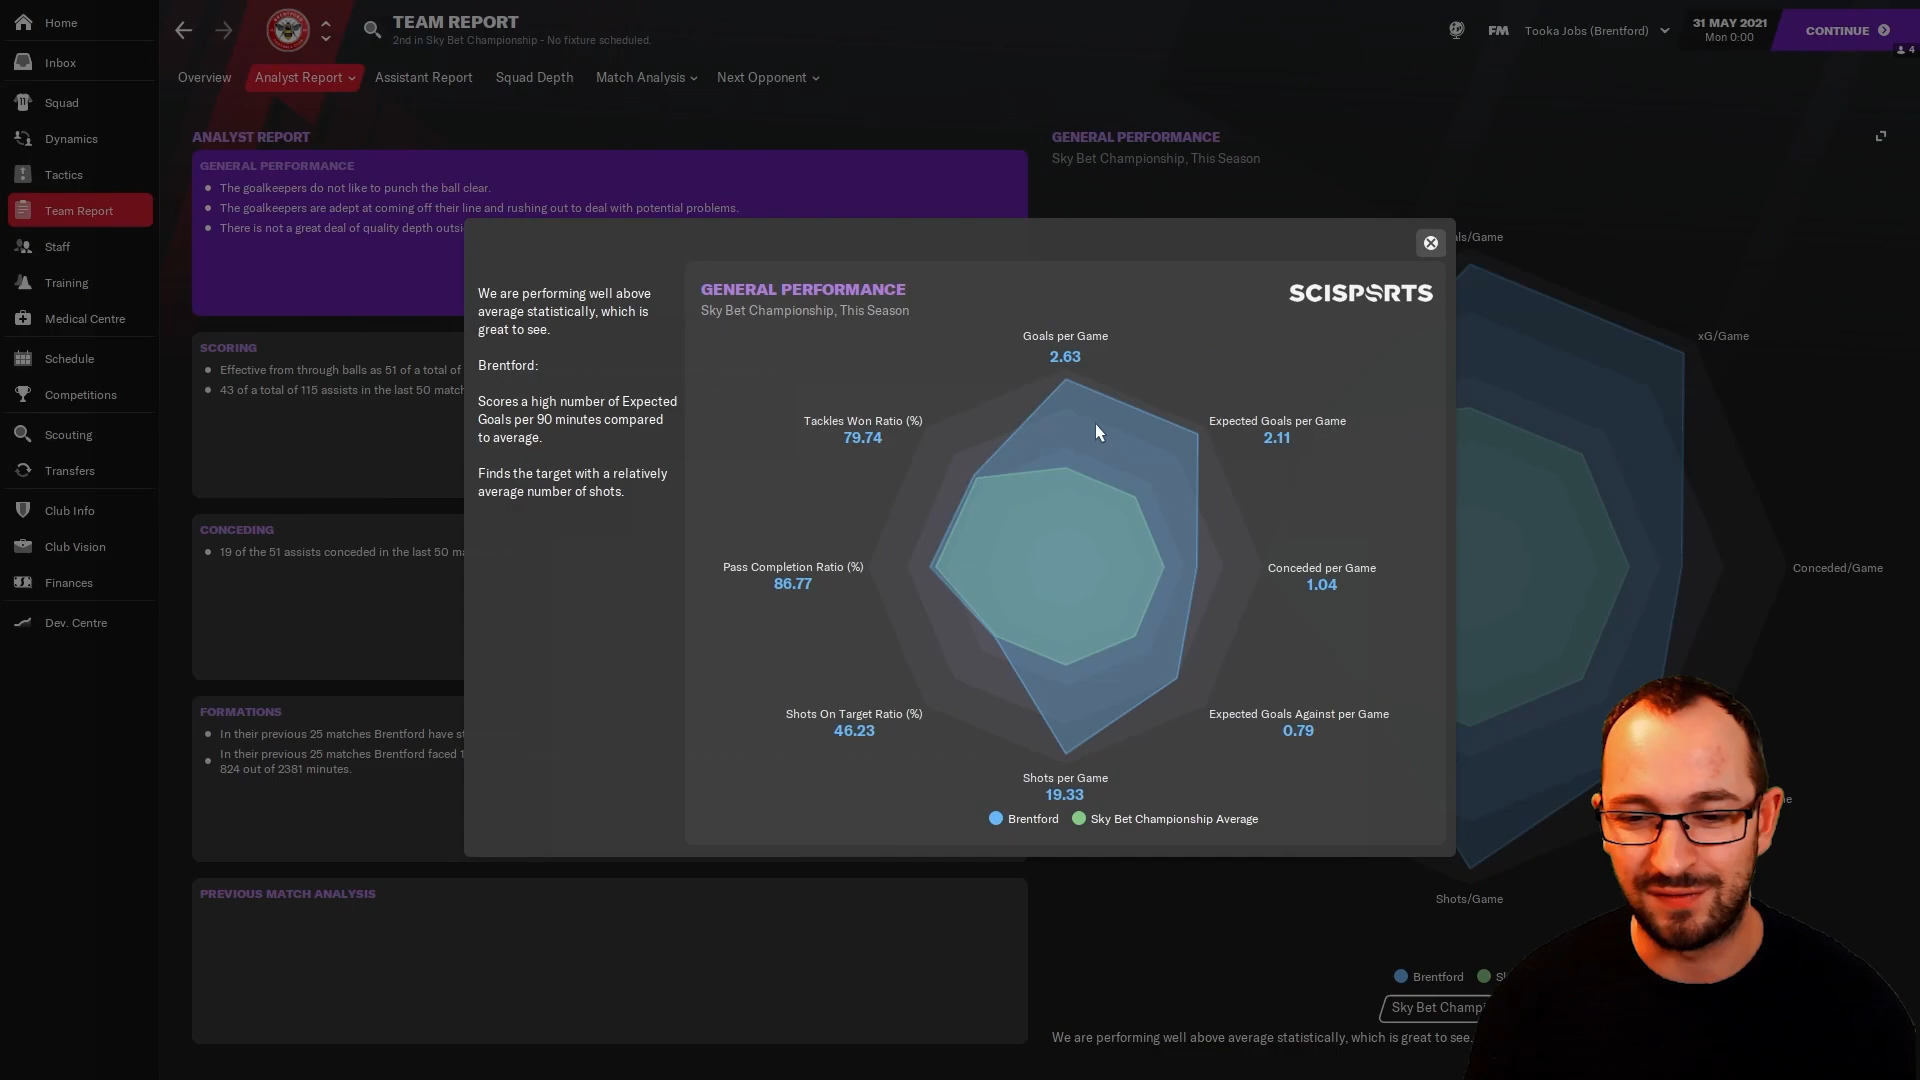 Home
Inbox
Squad
Dynamics
Tactics
Team Report
Staff
Training
Medical Centre
Schedule
Competitions
Scouting
Transfers
Club Info
Club Vision
Finances
Dev. Centre
TEAM REPORT
2nd in Sky Bet Championship - No fixture scheduled.
FM
Tooka Jobs (Brentford)
31 MAY 2021
Mon 0:00
CONTINUE
4
Overview
Analyst Report
Assistant Report
Squad Depth
Match Analysis
Next Opponent
ANALYST REPORT
GENERAL PERFORMANCE
The goalkeepers do not like to punch the ball clear.
The goalkeepers are adept at coming off their line and rushing out to deal with potential problems.
There is not a great deal of quality depth
SCORING
Effective from through balls as 51 of a total of
43 of a total of 115 assists in the last 50
CONCEDING
19 of the 51 assists conceded in the last 50
FORMATIONS
In their previous 25 matches Brentford have
In their previous 25 matches Brentford faced
824 out of 2381 minutes.
PREVIOUS MATCH ANALYSIS
We are performing well above
average statistically, which is
great to see.
Brentford:
Scores a high number of Expected
Goals per 90 minutes compared
to average.
Finds the target with a relatively
average number of shots.
GENERAL PERFORMANCE
Sky Bet Championship, This Season
SCISPORTS
Goals per Game
2.63
Tackles Won Ratio (%)
79.74
Expected Goals per Game
2.11
Pass Completion Ratio (%)
86.77
Conceded per Game
1.04
Shots On Target Ratio (%)
46.23
Expected Goals Against per Game
0.79
Shots per Game
19.33
Brentford
Sky Bet Championship Average
GENERAL PERFORMANCE
Sky Bet Championship, This Season
xG/Game
Conceded/Game
Shots/Game
Brentford
Sky Bet
We are performing well above average statistically, which is great to see.